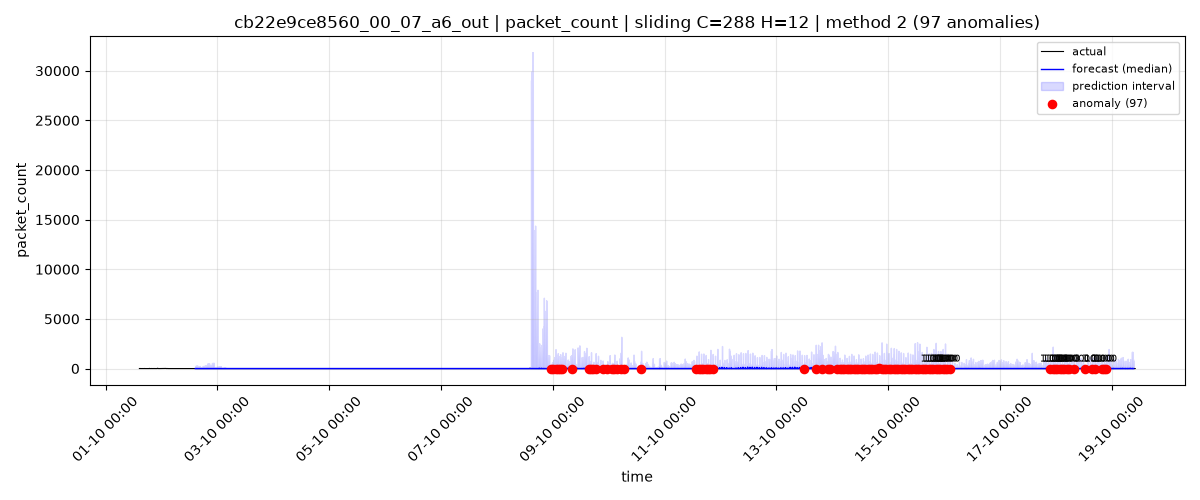 cb22e9ce8560_00_07_a6_out | packet_count | sliding C=288 H=12 | method 2 (97 anomalies)
actual
forecast (median)
prediction interval
anomaly (97)
packet_count
30000
25000
20000
15000
10000
5000
0
01-10 00:00
03-10 00:00
05-10 00:00
07-10 00:00
09-10 00:00
11-10 00:00
13-10 00:00
15-10 00:00
17-10 00:00
19-10 00:00
time